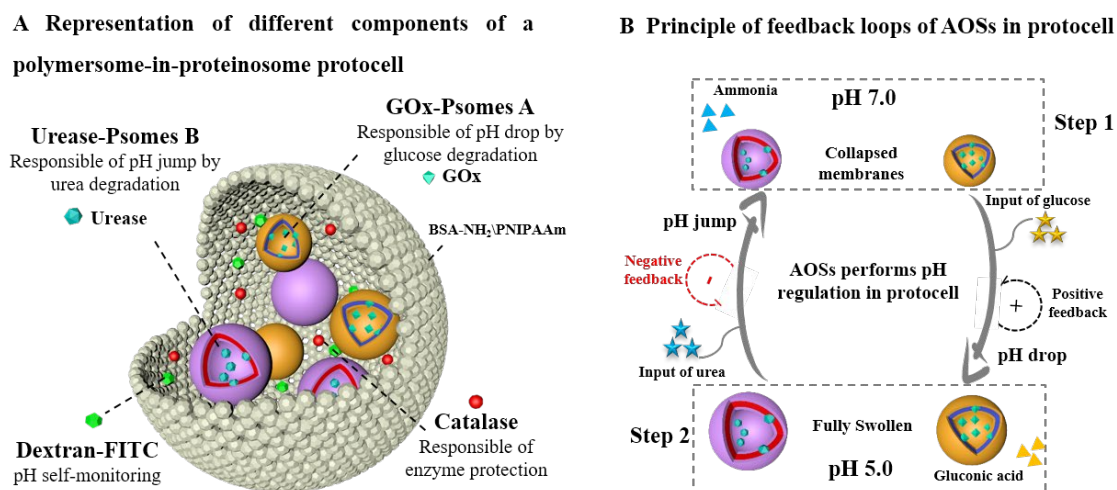 A Representation of different components of a
polymersome-in-proteinosome protocell
GOx-Psomes A
Responsible of pH drop by
glucose degradation
GOx
Urease-Psomes B
Responsible of pH jump by
urea degradation
Urease
BSA-NH₂\PNIPAAm
Dextran-FITC
pH self-monitoring
Catalase
Responsible of
enzyme protection
B Principle of feedback loops of AOSs in protocell
Ammonia
pH 7.0
Step 1
Collapsed
membranes
pH jump
Input of glucose
Negative
feedback
-
AOSs performs pH
regulation in protocell
+
Positive
feedback
Input of urea
pH drop
Step 2
Fully Swollen
pH 5.0
Gluconic acid